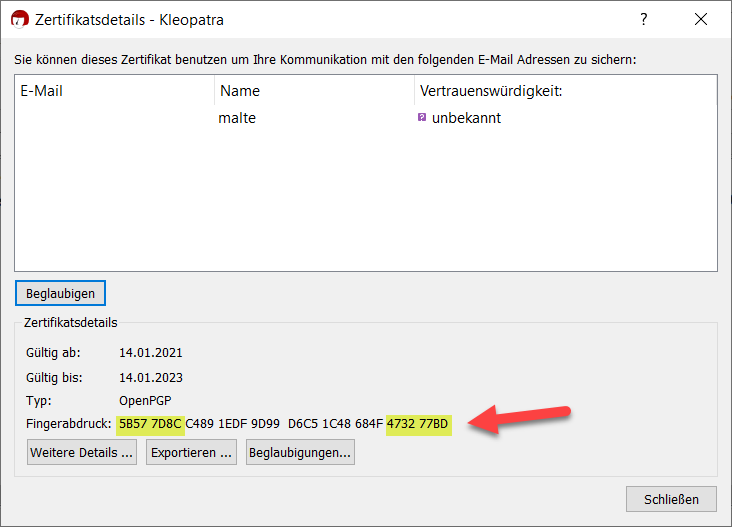 Zertifikatsdetails - Kleopatra
Sie können dieses Zertifikat benutzen um Ihre Kommunikation mit den folgenden E-Mail Adressen zu sichern:
E-Mail Name Vertrauenswürdigkeit:
malte ? unbekannt
Beglaubigen
Zertifikatsdetails
Gültig ab: 14.01.2021
Gültig bis: 14.01.2023
Typ: OpenPGP
Fingerabdruck: 5B57 7D8C C489 1EDF 9D99 D6C5 1C48 684F 4732 77BD
Weitere Details ... Exportieren ... Beglaubigungen...
Schließen